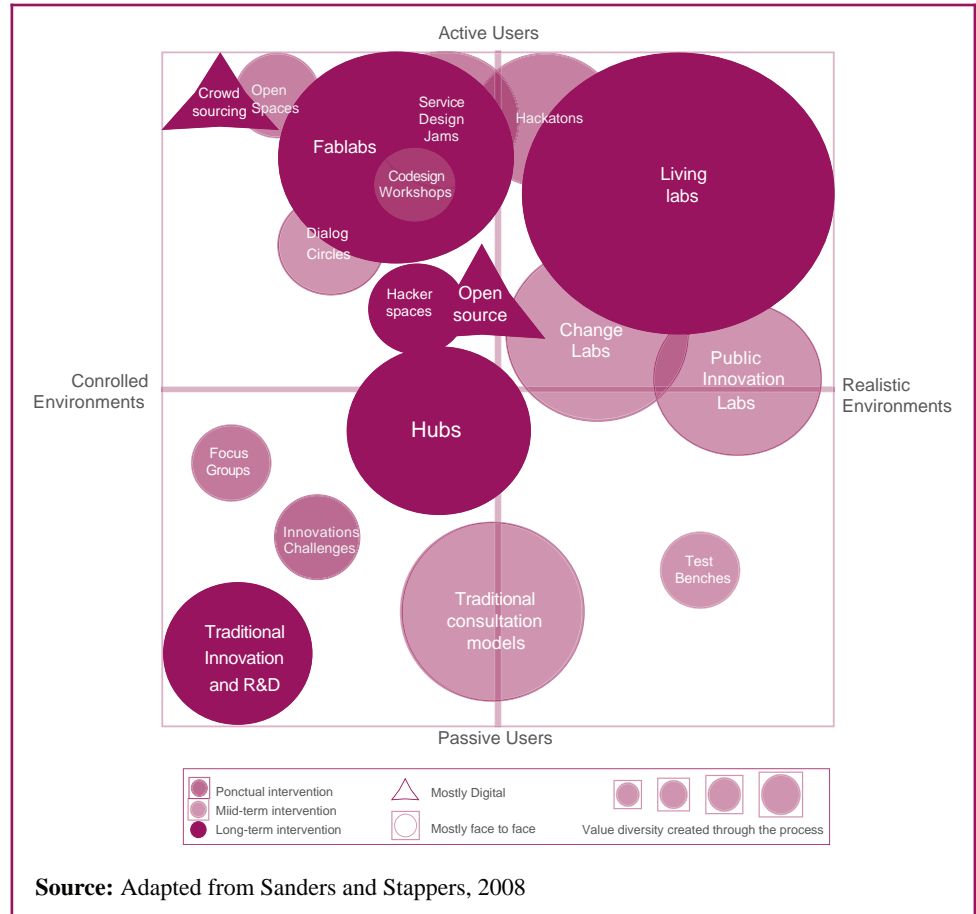 Active Users
Crowd
sourcing
Open
Spaces
Service
Design
Jams
Hackatons
Fablabs
Codesign
Workshops
Living
labs
Dialog
Circles
Hacker
spaces
Open
source
Change
Labs
Public
Innovation
Labs
Conrolled
Environments
Realistic
Environments
Hubs
Focus
Groups
Innovations
Challenges
Test
Benches
Traditional
consultation
models
Traditional
Innovation
and R&D
Passive Users
Ponctual intervention
Miid-term intervention
Long-term intervention
Mostly Digital
Mostly face to face
Value diversity created through the process
Source: Adapted from Sanders and Stappers, 2008